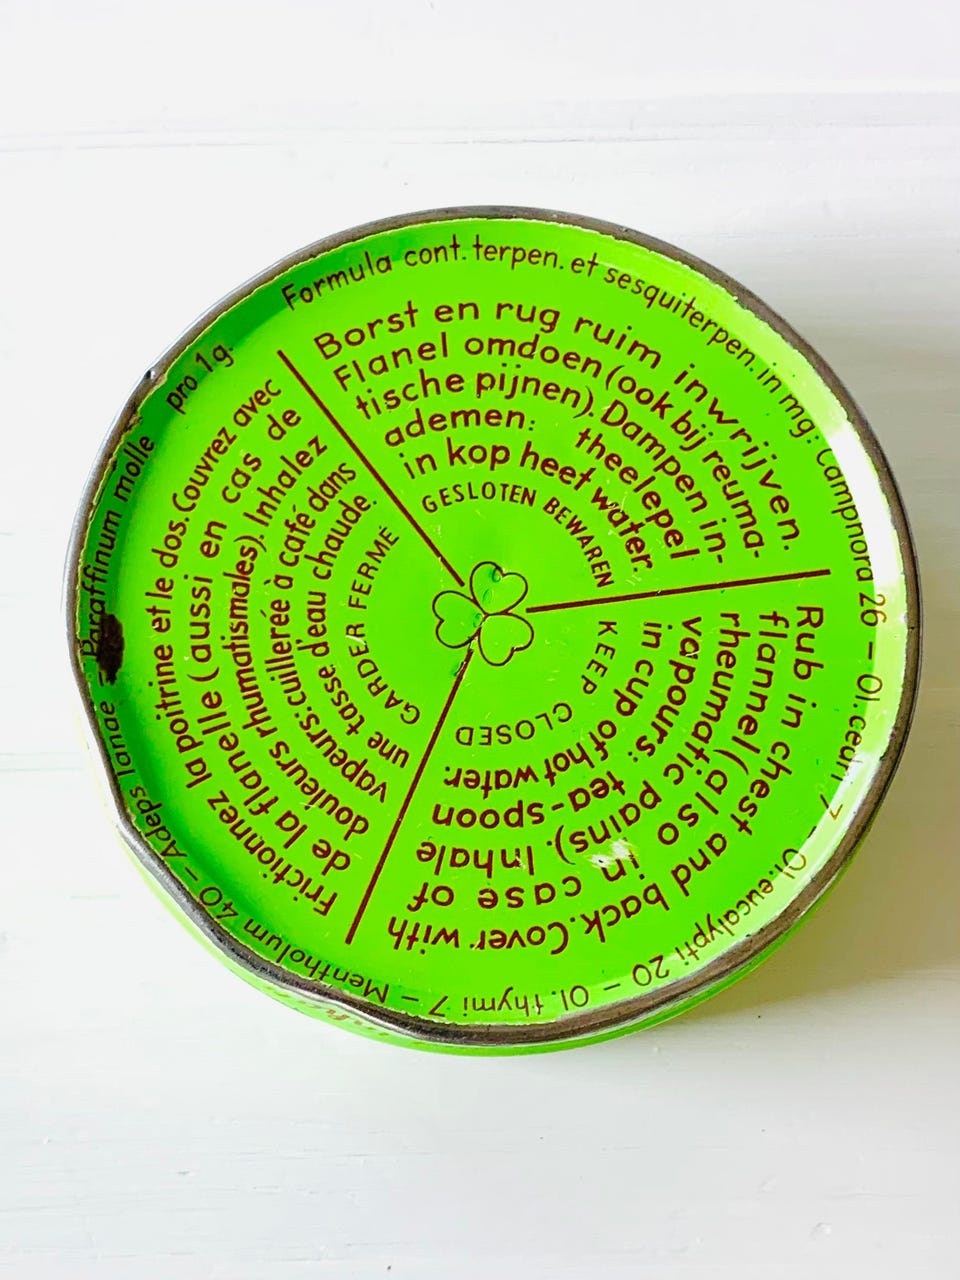 Formula cont. terpen. et sesquiterpen. in mg: Camphora 26 – Ol. cedri 7 – Ol. eucalypti 20 – Ol. thymi 7 – Mentholum 40 – Adeps lanae – Paraffinum molle pro 1g.
Borst en rug ruim inwrijven.
Flanel omdoen (ook bij reuma-
tische pijnen). Dampen in-
ademen: theelepel
in kop heet water.
GESLOTEN BEWAREN
Rub in chest and back. Cover with
flannel (also in case of
rheumatic pains). Inhale
vapours: tea-spoon
in cup of hot water.
KEEP CLOSED
Frictionnez la poitrine et le dos. Couvrez avec
de la flanelle (aussi en cas de
douleurs rhumatismales). Inhalez
vapeurs: cuillerée à café dans
une tasse d'eau chaude.
GARDER FERMÉ